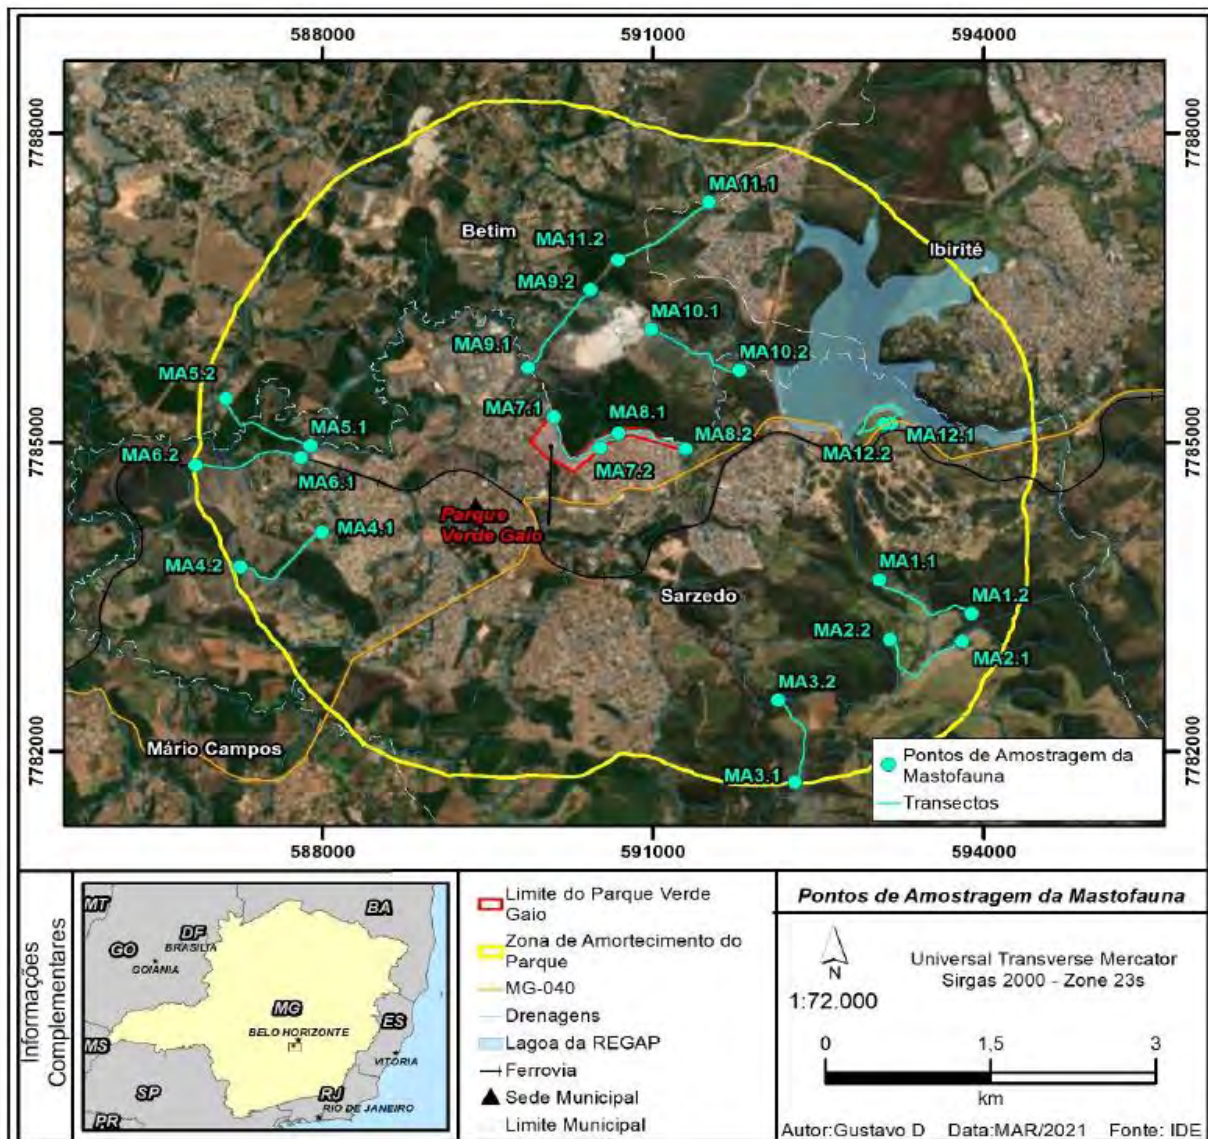 588000
591000
594000
7788000
7788000
MA11.1
Betim
MA11.2
Ibirité
MA9.2
MA10.1
MA9.1
MA10.2
MA5.2
MA7.1
MA8.1
7785000
7785000
MA5.1
MA8.2
MA12.1
MA6.2
MA12.2
MA7.2
MA6.1
Parque
Verde Gaio
MA4.1
MA4.2
MA1.1
Sarzedo
MA1.2
MA2.2
MA2.1
MA3.2
7782000
7782000
Mário Campos
MA3.1
Pontos de Amostragem da
Mastofauna
Transectos
588000
591000
594000
Informações
Complementares
MT
BA
DF
BRASILIA
GO
GOIÂNIA
MG
BELO HORIZONTE
ES
MS
VITÓRIA
SP
RJ
RIO DE JANEIRO
PR
Limite do Parque Verde
Gaio
Zona de Amortecimento do
Parque
MG-040
Drenagens
Lagoa da REGAP
Ferrovia
Sede Municipal
Limite Municipal
Pontos de Amostragem da Mastofauna
N
1:72.000
Universal Transverse Mercator
Sirgas 2000 - Zone 23s
0 1,5 3
km
Autor:Gustavo D Data:MAR/2021 Fonte: IDE